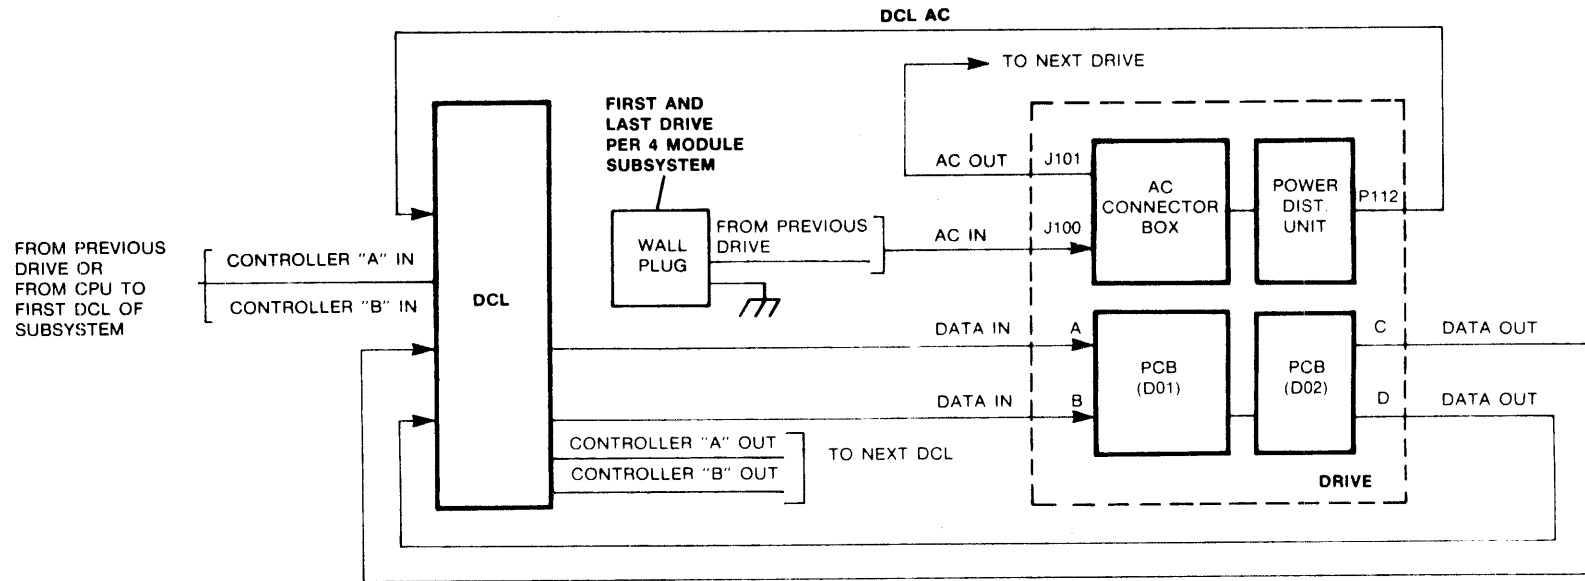 DCL AC
TO NEXT DRIVE
FIRST AND
LAST DRIVE
PER 4 MODULE
SUBSYSTEM
AC OUT
J101
AC
CONNECTOR
BOX
POWER
DIST.
UNIT
P112
FROM PREVIOUS
DRIVE
WALL
PLUG
AC IN
J100
FROM PREVIOUS
DRIVE OR
FROM CPU TO
FIRST DCL OF
SUBSYSTEM
CONTROLLER "A" IN
CONTROLLER "B" IN
DCL
DATA IN
A
PCB
(D01)
PCB
(D02)
C
DATA OUT
DATA IN
B
D
DATA OUT
CONTROLLER "A" OUT
CONTROLLER "B" OUT
TO NEXT DCL
DRIVE